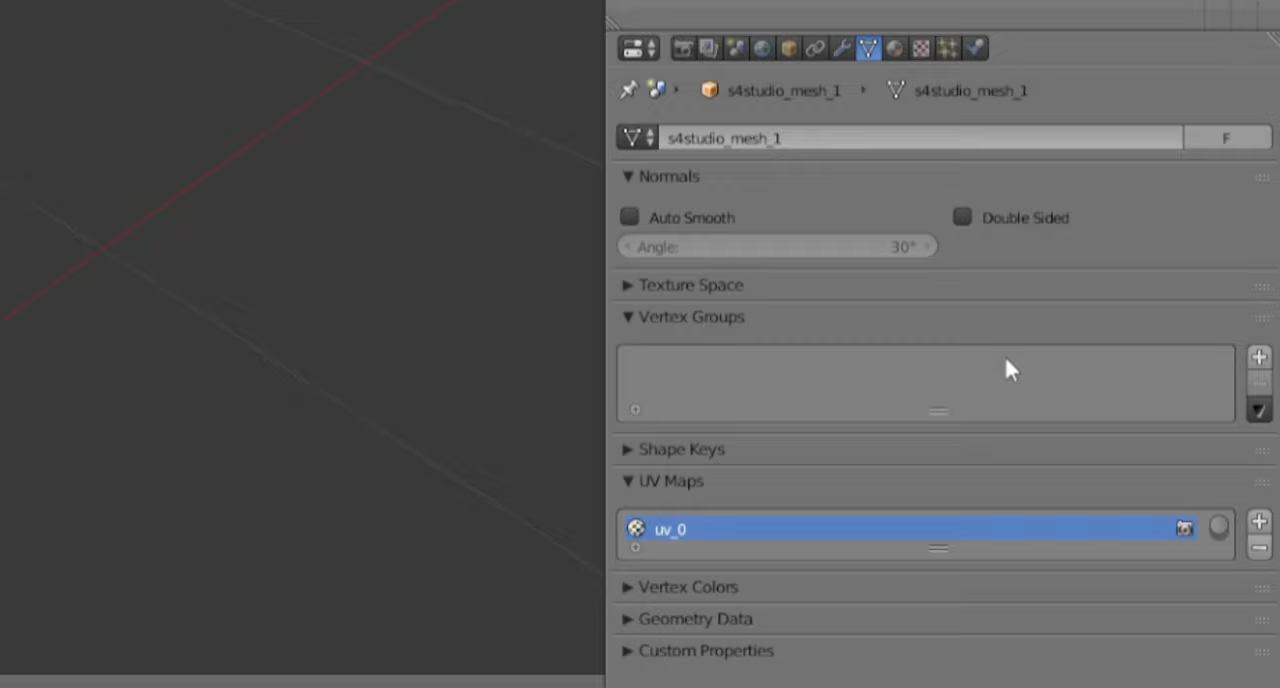 s4studio_mesh_1 s4studio_mesh_1
s4studio_mesh_1 F
Normals
Auto Smooth Double Sided
Angle: 30°
Texture Space
Vertex Groups
Shape Keys
UV Maps
uv_0
Vertex Colors
Geometry Data
Custom Properties